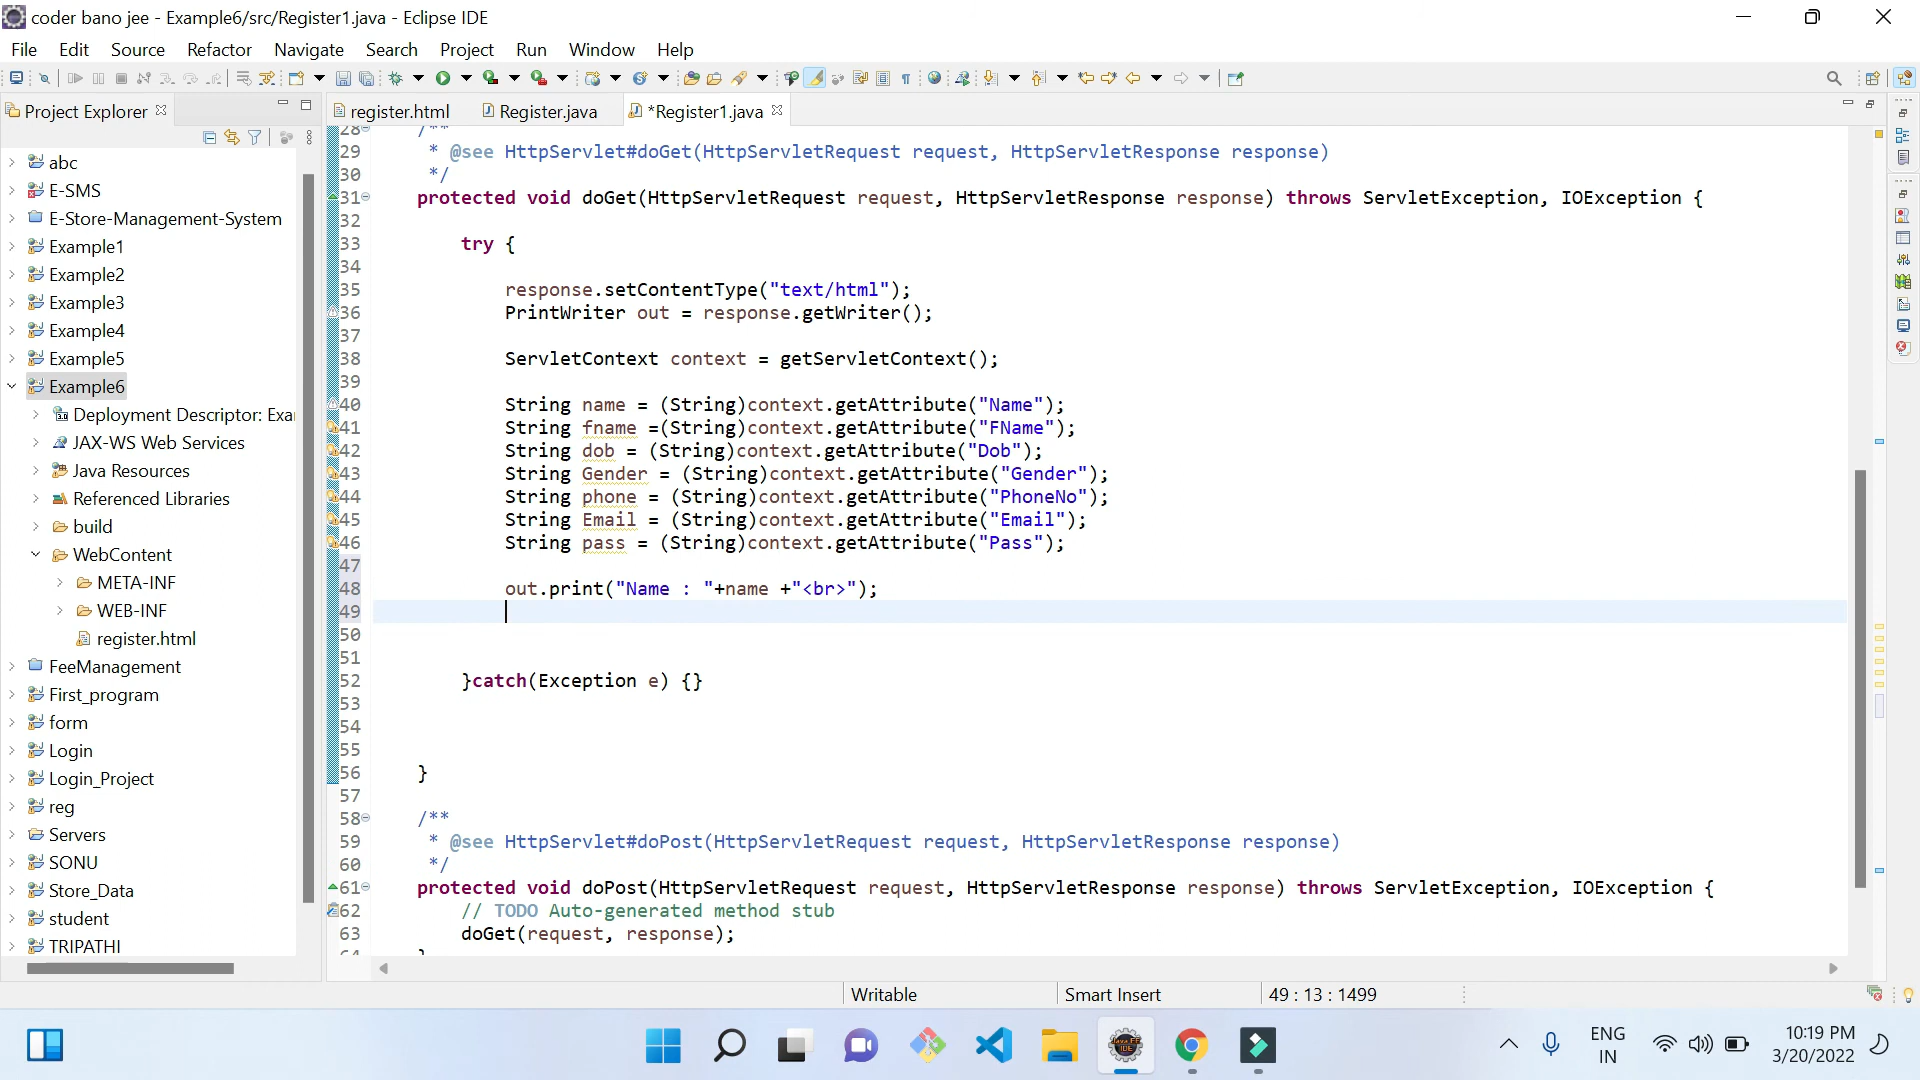 coder bano jee - Example6/src/Register1.java - Eclipse IDE
File Edit Source Refactor Navigate Search Project Run Window Help
Project Explorer
register.html Register.java *Register1.java
abc
E-SMS
E-Store-Management-System
Example1
Example2
Example3
Example4
Example5
Example6
Deployment Descriptor: Exa
JAX-WS Web Services
Java Resources
Referenced Libraries
build
WebContent
META-INF
WEB-INF
register.html
FeeManagement
First_program
form
Login
Login_Project
reg
Servers
SONU
Store_Data
student
TRIPATHI
28 /**
29 * @see HttpServlet#doGet(HttpServletRequest request, HttpServletResponse response)
30 */
31 protected void doGet(HttpServletRequest request, HttpServletResponse response) throws ServletException, IOException {
32
33 try {
34
35 response.setContentType("text/html");
36 PrintWriter out = response.getWriter();
37
38 ServletContext context = getServletContext();
39
40 String name = (String)context.getAttribute("Name");
41 String fname =(String)context.getAttribute("FName");
42 String dob = (String)context.getAttribute("Dob");
43 String Gender = (String)context.getAttribute("Gender");
44 String phone = (String)context.getAttribute("PhoneNo");
45 String Email = (String)context.getAttribute("Email");
46 String pass = (String)context.getAttribute("Pass");
47
48 out.print("Name : "+name +"<br>");
49
50
51
52 }catch(Exception e) {}
53
54
55
56 }
57
58 /**
59 * @see HttpServlet#doPost(HttpServletRequest request, HttpServletResponse response)
60 */
61 protected void doPost(HttpServletRequest request, HttpServletResponse response) throws ServletException, IOException {
62 // TODO Auto-generated method stub
63 doGet(request, response);
64 }
Writable Smart Insert 49 : 13 : 1499
ENG
IN
10:19 PM
3/20/2022